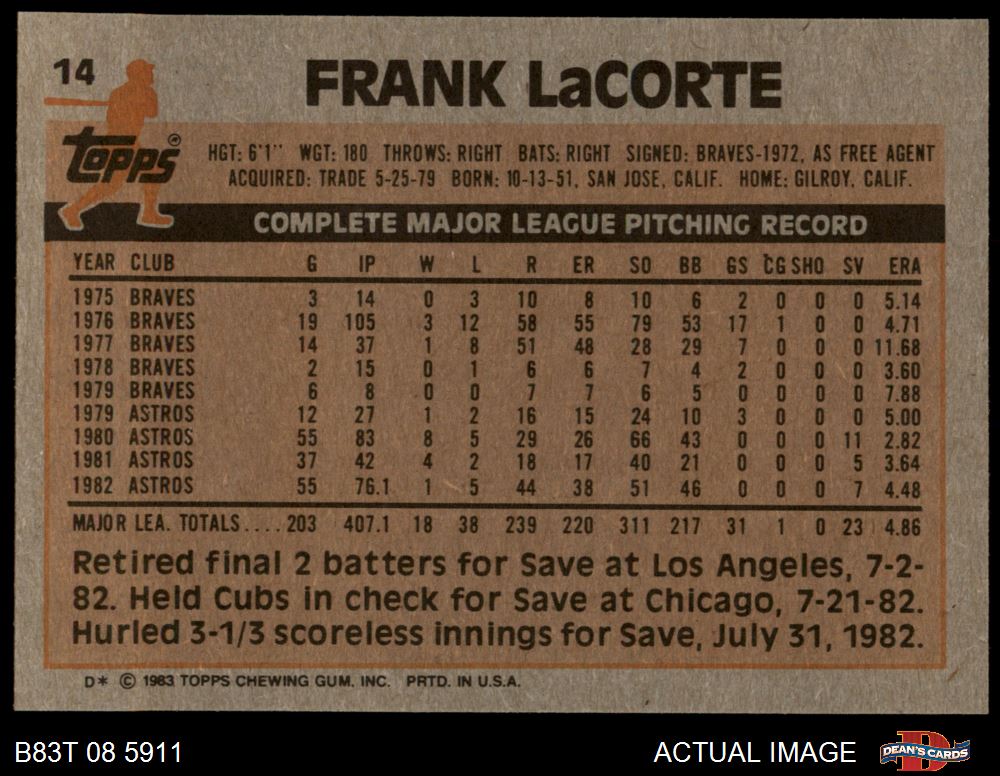 14
FRANK LaCORTE
Topps®
HGT: 6'1" WGT: 180 THROWS: RIGHT BATS: RIGHT SIGNED: BRAVES-1972, AS FREE AGENT
ACQUIRED: TRADE 5-25-79 BORN: 10-13-51, SAN JOSE, CALIF. HOME: GILROY, CALIF.
COMPLETE MAJOR LEAGUE PITCHING RECORD
YEAR CLUB G IP W L R ER SO BB GS CG SHO SV ERA
1975 BRAVES 3 14 0 3 10 8 10 6 2 0 0 0 5.14
1976 BRAVES 19 105 3 12 58 55 79 53 17 1 0 0 4.71
1977 BRAVES 14 37 1 8 51 48 28 29 7 0 0 0 11.68
1978 BRAVES 2 15 0 1 6 6 7 4 2 0 0 0 3.60
1979 BRAVES 6 8 0 0 7 7 6 5 0 0 0 0 7.88
1979 ASTROS 12 27 1 2 16 15 24 10 3 0 0 0 5.00
1980 ASTROS 55 83 8 5 29 26 66 43 0 0 0 11 2.82
1981 ASTROS 37 42 4 2 18 17 40 21 0 0 0 5 3.64
1982 ASTROS 55 76.1 1 5 44 38 51 46 0 0 0 7 4.48
MAJOR LEA. TOTALS.... 203 407.1 18 38 239 220 311 217 31 1 0 23 4.86
Retired final 2 batters for Save at Los Angeles, 7-2-
82. Held Cubs in check for Save at Chicago, 7-21-82.
Hurled 3-1/3 scoreless innings for Save, July 31, 1982.
D* © 1983 TOPPS CHEWING GUM, INC. PRTD. IN U.S.A.
B83T 08 5911 ACTUAL IMAGE DEAN'S CARDS